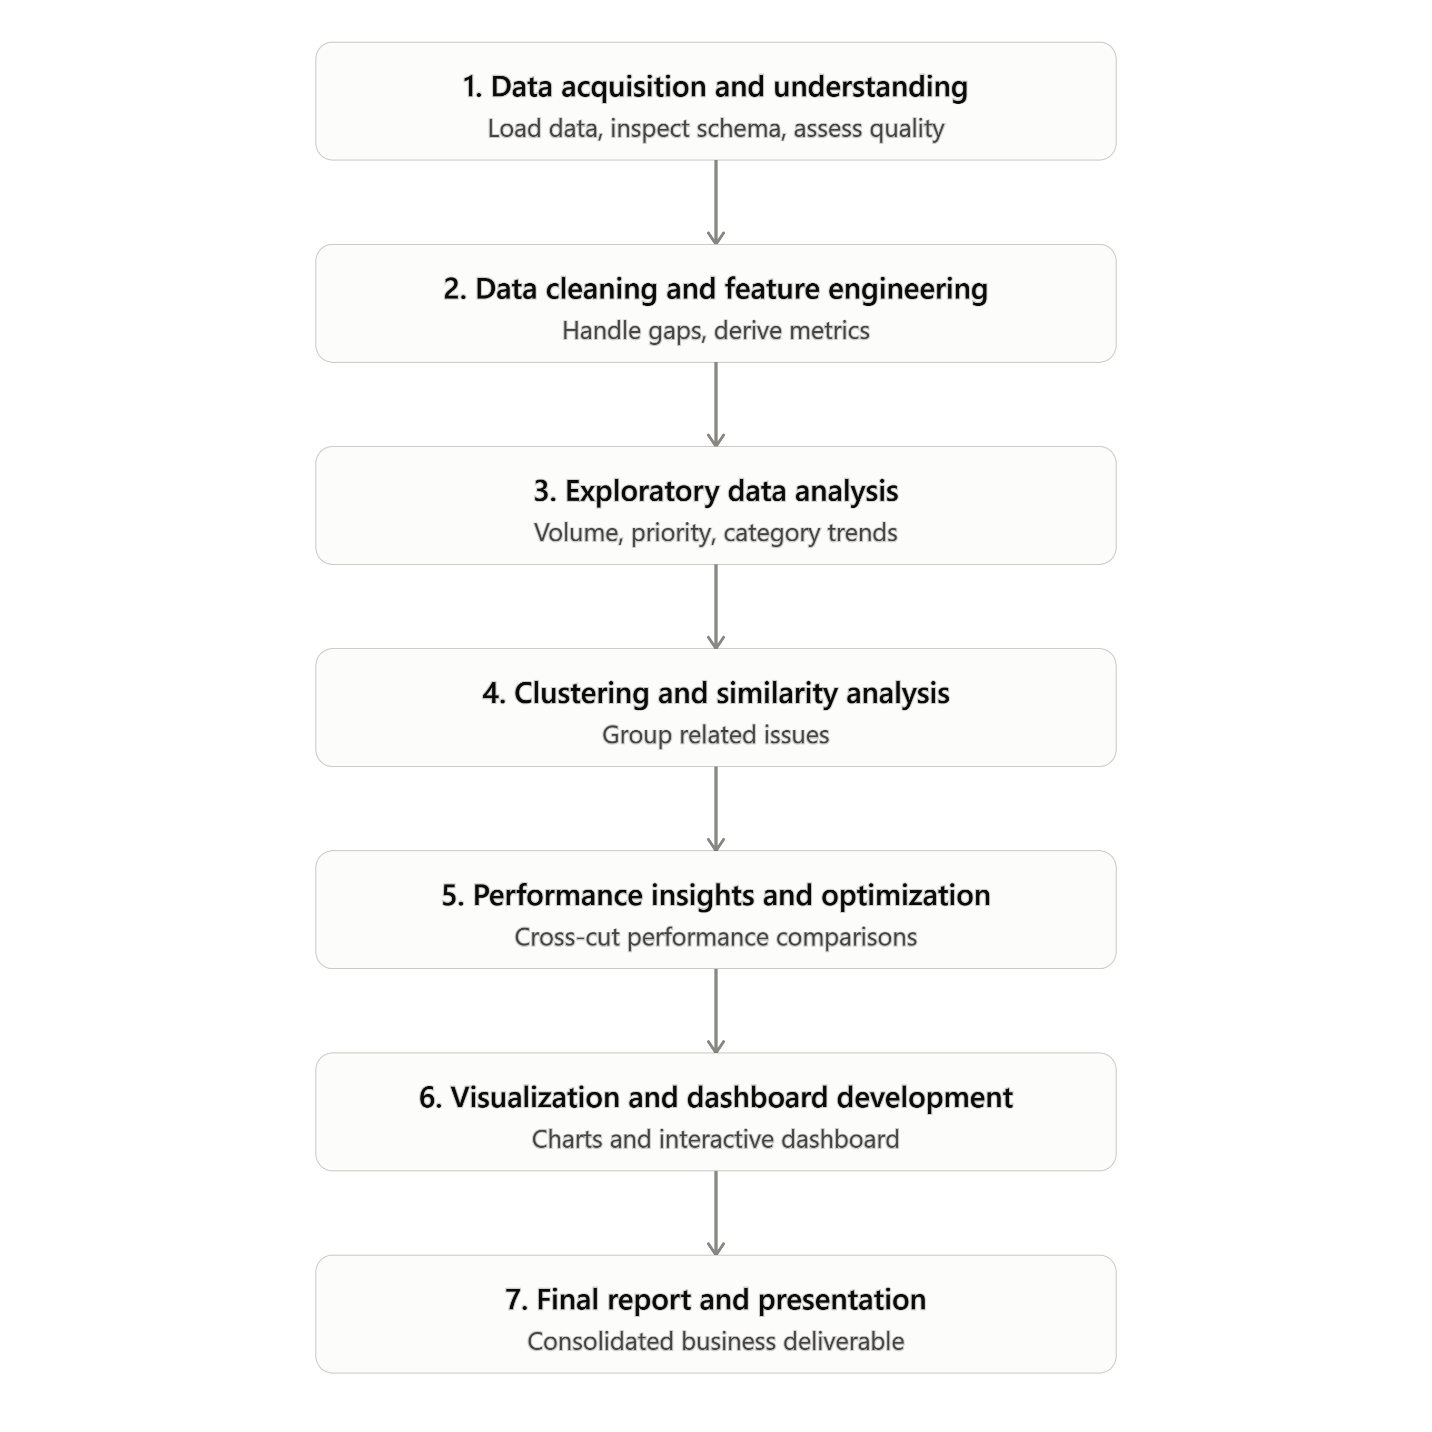 1. Data acquisition and understanding
Load data, inspect schema, assess quality
2. Data cleaning and feature engineering
Handle gaps, derive metrics
3. Exploratory data analysis
Volume, priority, category trends
4. Clustering and similarity analysis
Group related issues
5. Performance insights and optimization
Cross-cut performance comparisons
6. Visualization and dashboard development
Charts and interactive dashboard
7. Final report and presentation
Consolidated business deliverable